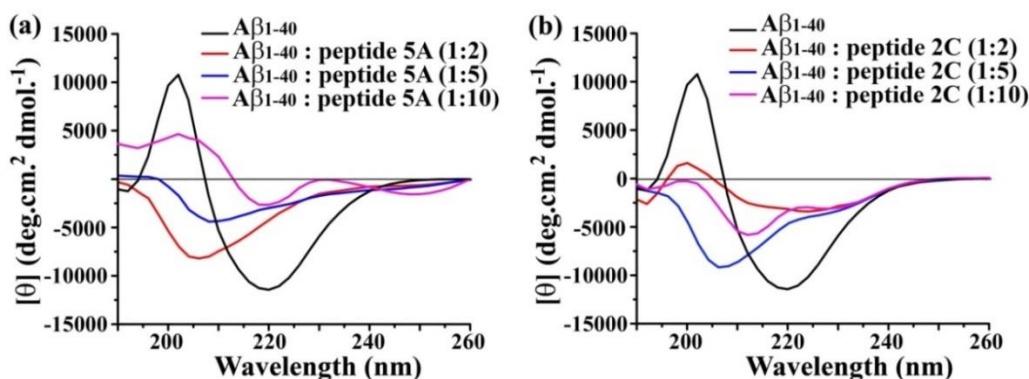 (a)
Aβ1-40
Aβ1-40 : peptide 5A (1:2)
Aβ1-40 : peptide 5A (1:5)
Aβ1-40 : peptide 5A (1:10)
15000
10000
5000
0
-5000
-10000
-15000
[θ] (deg.cm.² dmol.⁻¹)
200 220 240 260
Wavelength (nm)
(b)
Aβ1-40
Aβ1-40 : peptide 2C (1:2)
Aβ1-40 : peptide 2C (1:5)
Aβ1-40 : peptide 2C (1:10)
15000
10000
5000
0
-5000
-10000
-15000
[θ] (deg.cm.² dmol.⁻¹)
200 220 240 260
Wavelength (nm)